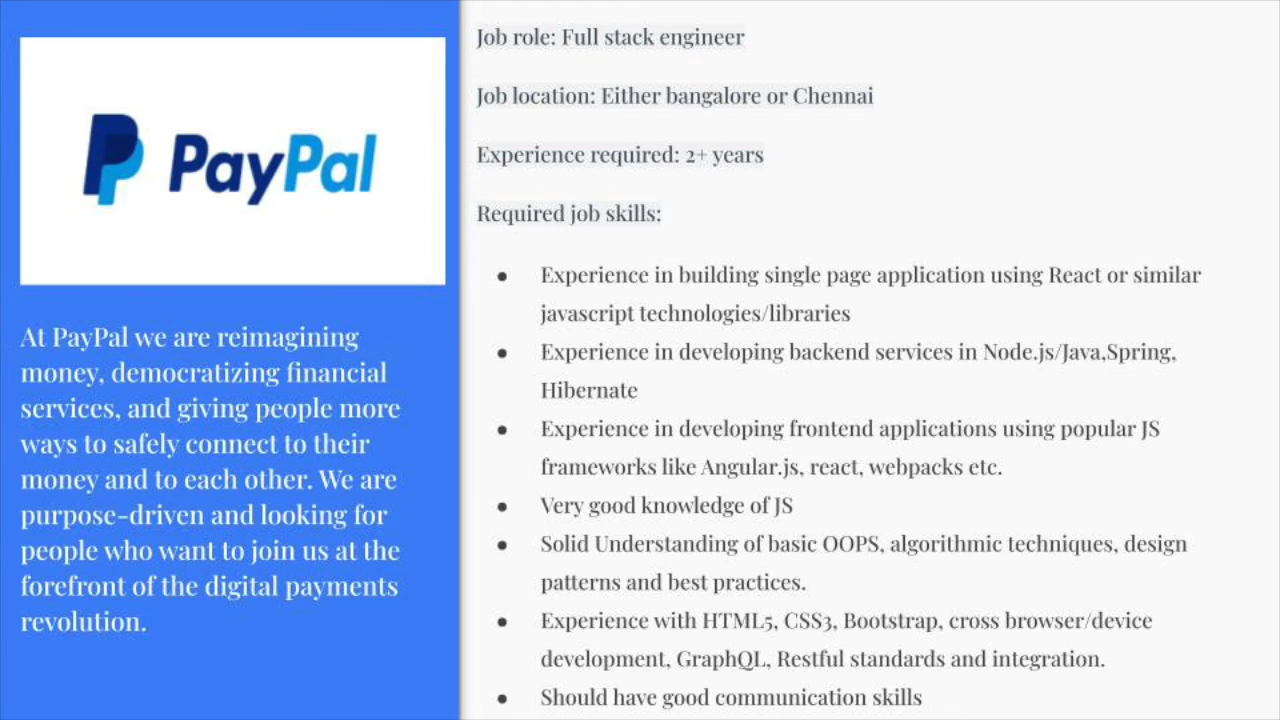 PayPal
At PayPal we are reimagining
money, democratizing financial
services, and giving people more
ways to safely connect to their
money and to each other. We are
purpose-driven and looking for
people who want to join us at the
forefront of the digital payments
revolution.
Job role: Full stack engineer
Job location: Either bangalore or Chennai
Experience required: 2+ years
Required job skills:
● Experience in building single page application using React or similar
javascript technologies/libraries
● Experience in developing backend services in Node.js/Java,Spring,
Hibernate
● Experience in developing frontend applications using popular JS
frameworks like Angular.js, react, webpacks etc.
● Very good knowledge of JS
● Solid Understanding of basic OOPS, algorithmic techniques, design
patterns and best practices.
● Experience with HTML5, CSS3, Bootstrap, cross browser/device
development, GraphQL, Restful standards and integration.
● Should have good communication skills